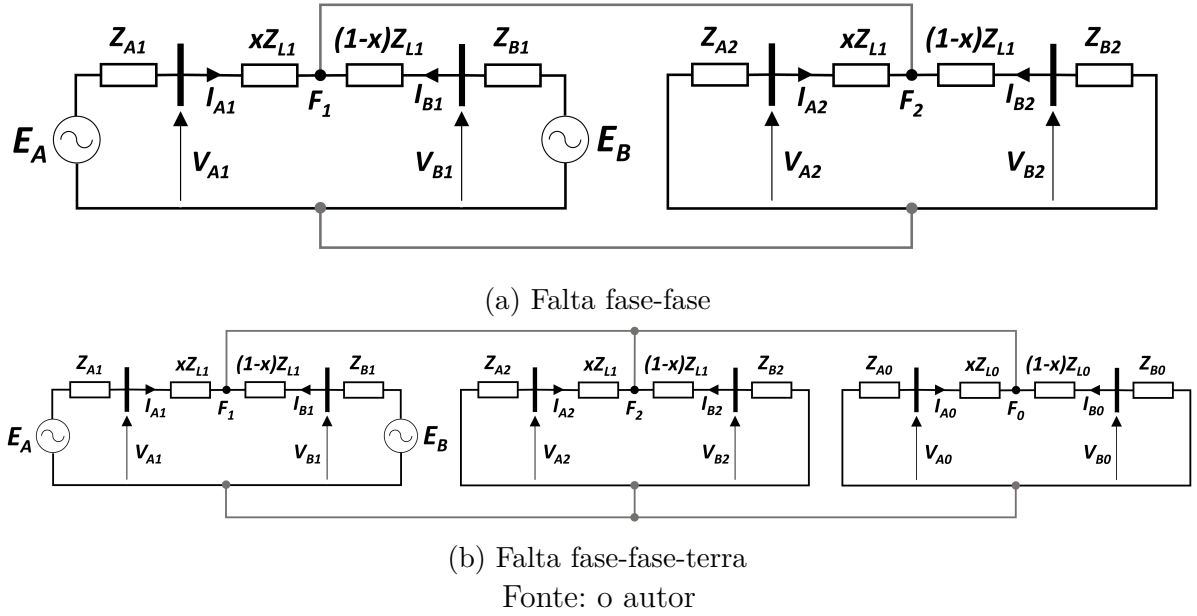 Z_A1 xZ_L1 (1-x)Z_L1 Z_B1 Z_A2 xZ_L1 (1-x)Z_L1 Z_B2
I_A1 F_1 I_B1 I_A2 F_2 I_B2
E_A V_A1 V_B1 E_B V_A2 V_B2
(a) Falta fase-fase
Z_A1 xZ_L1 (1-x)Z_L1 Z_B1 Z_A2 xZ_L1 (1-x)Z_L1 Z_B2 Z_A0 xZ_L0 (1-x)Z_L0 Z_B0
I_A1 F_1 I_B1 I_A2 F_2 I_B2 I_A0 F_0 I_B0
E_A V_A1 V_B1 E_B V_A2 V_B2 V_A0 V_B0
(b) Falta fase-fase-terra
Fonte: o autor